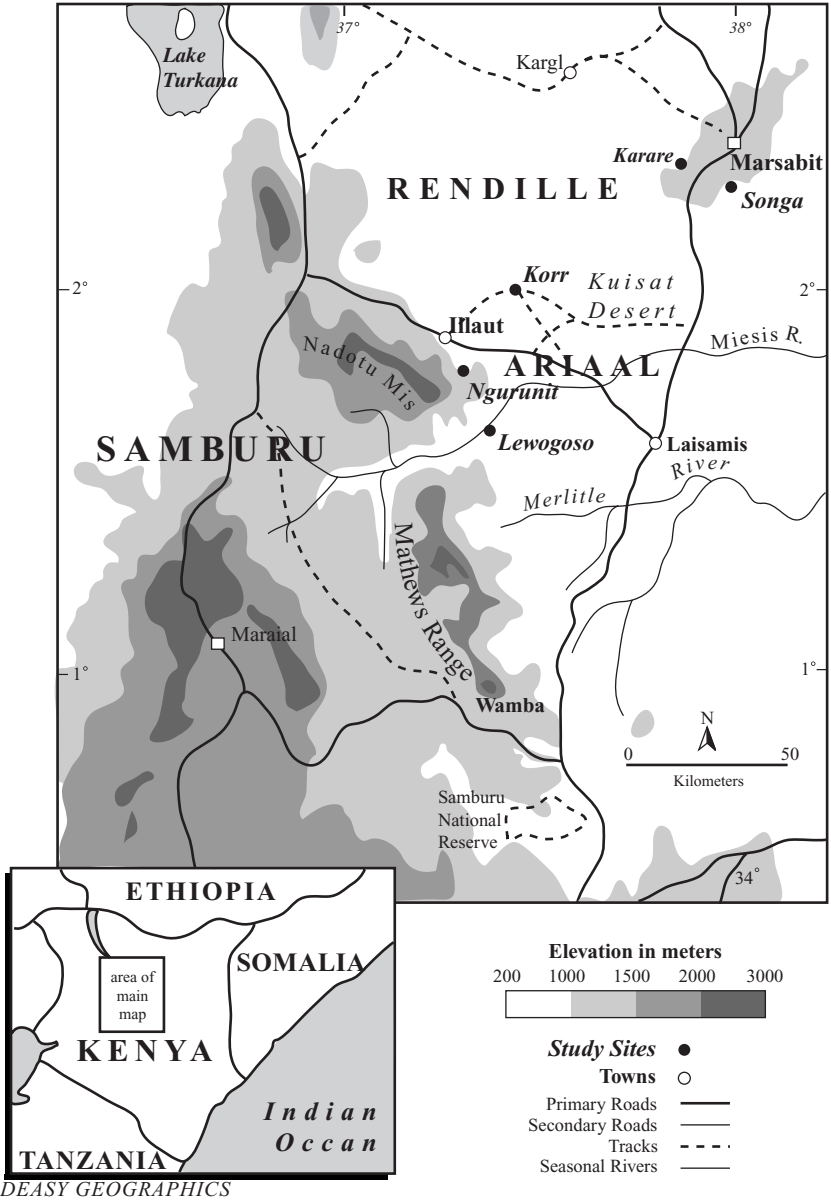 37°
38°
Lake
Turkana
Kargl
Karare
Marsabit
Songa
RENDILLE
Korr
Kuisat
Desert
2°
2°
Iflaut
Miesis R.
ARIAAL
Nadotu Mis
Ngurunit
SAMBURU
Lewogoso
Laisamis
Merlitle River
Mathews Range
Maraial
1°
1°
Wamba
N
0 50
Kilometers
Samburu
National
Reserve
34°
ETHIOPIA
SOMALIA
area of
main
map
KENYA
Indian
Occan
TANZANIA
DEASY GEOGRAPHICS
Elevation in meters
200 1000 1500 2000 3000
Study Sites
Towns
Primary Roads
Secondary Roads
Tracks
Seasonal Rivers